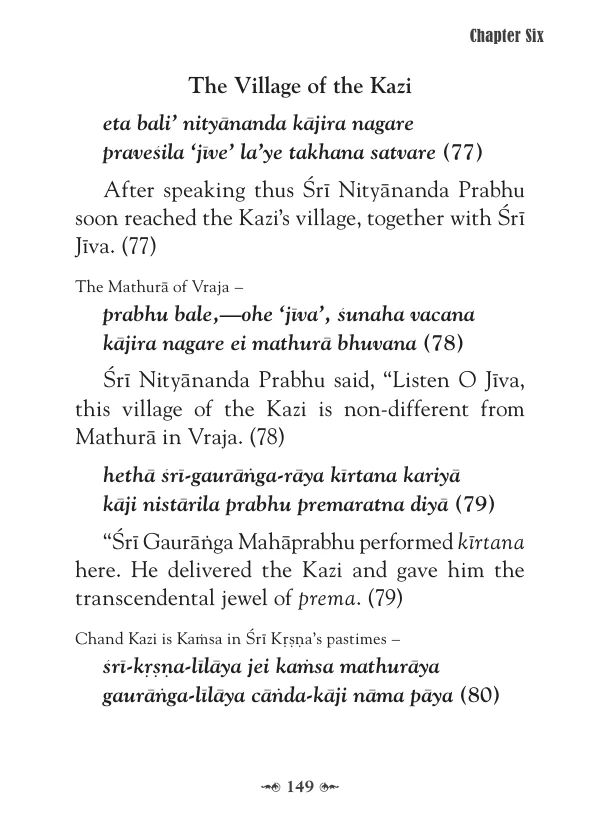 Chapter Six
The Village of the Kazi
eta bali’ nityānanda kājira nagare
praveśila ‘jīve’ la’ye takhana satvare (77)
After speaking thus Śrī Nityānanda Prabhu
soon reached the Kazi’s village, together with Śrī
Jīva. (77)
The Mathurā of Vraja –
prabhu bale,—ohe ‘jīva’, śunaha vacana
kājira nagare ei mathurā bhuvana (78)
Śrī Nityānanda Prabhu said, “Listen O Jīva,
this village of the Kazi is non-different from
Mathurā in Vraja. (78)
hethā śrī-gaurāṅga-rāya kīrtana kariyā
kāji nistārila prabhu premaratna diyā (79)
“Śrī Gaurāṅga Mahāprabhu performed kīrtana
here. He delivered the Kazi and gave him the
transcendental jewel of prema. (79)
Chand Kazi is Kaṁsa in Śrī Kṛṣṇa’s pastimes –
śrī-kṛṣṇa-līlāya jei kaṁsa mathurāya
gaurāṅga-līlāya cāṅda-kāji nāma pāya (80)
149